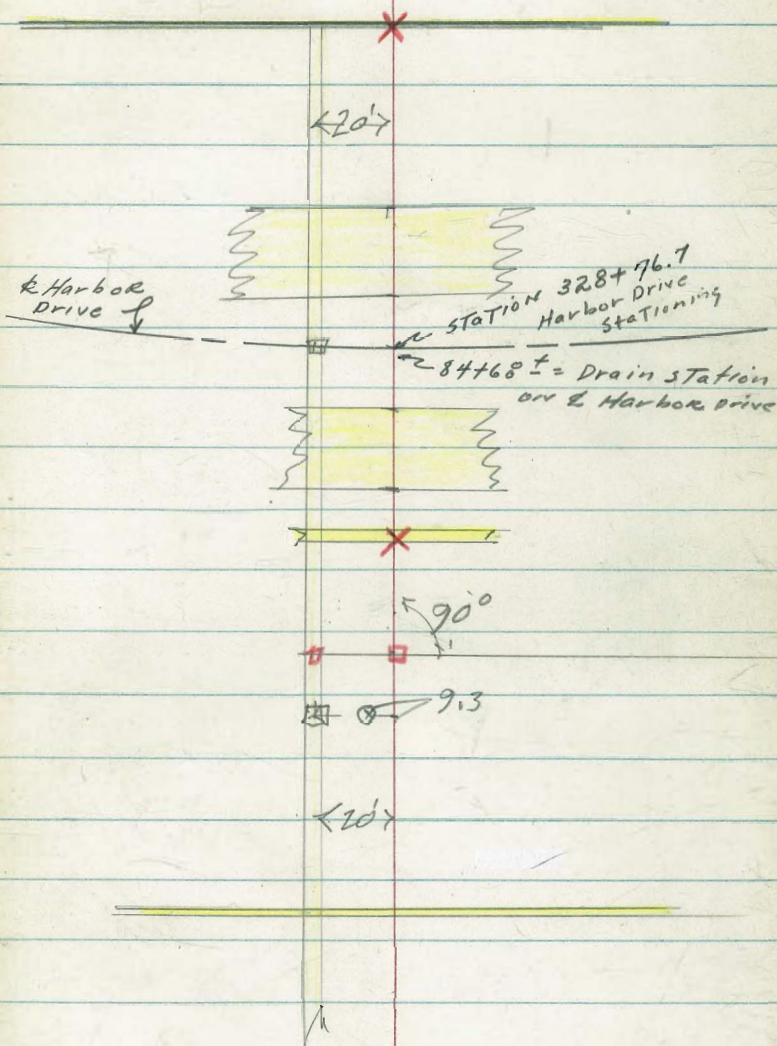 20'
℄ Harbor
Drive
STATION 328+76.7
Harbor Drive
Stationing
84+68 ± = Drain Station
on ℄ Harbor Drive
90°
9.3
20'